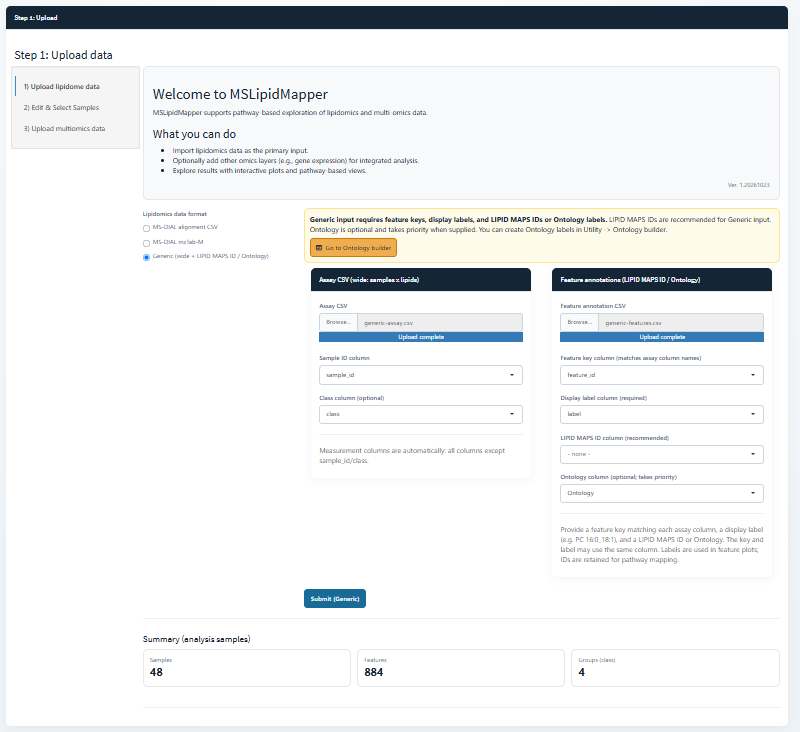 Step 1: Upload
Step 1: Upload data
1) Upload lipidome data
2) Edit & Select Samples
3) Upload multiomics data
Welcome to MSLipidMapper
MSLipidMapper supports pathway-based exploration of lipidomics and multi-omics data.
What you can do
Import lipidomics data as the primary input.
Optionally add other omics layers (e.g., gene expression) for integrated analysis.
Explore results with interactive plots and pathway-based views.
Ver. 1.20261023
Lipidomics data format
MS-DIAL alignment CSV
MS-DIAL mzTab-M
Generic (wide + LIPID MAPS ID / Ontology)
Generic input requires feature keys, display labels, and LIPID MAPS IDs or Ontology labels. LIPID MAPS IDs are recommended for Generic input.
Ontology is optional and takes priority when supplied. You can create Ontology labels in Utility -> Ontology builder.
Go to Ontology builder
Assay CSV (wide: samples x lipids)
Assay CSV
Browse... generic-assay.csv
Upload complete
Sample ID column
sample_id
Class column (optional)
class
Measurement columns are automatically: all columns except
sample_id/class.
Feature annotations (LIPID MAPS ID / Ontology)
Feature annotation CSV
Browse... generic-features.csv
Upload complete
Feature key column (matches assay column names)
feature_id
Display label column (required)
label
LIPID MAPS ID column (recommended)
- none -
Ontology column (optional; takes priority)
Ontology
Provide a feature key matching each assay column, a display label
(e.g. PC 16:0_18:1), and a LIPID MAPS ID or Ontology. The key and
label may use the same column. Labels are used in feature plots;
IDs are retained for pathway mapping.
Submit (Generic)
Summary (analysis samples)
Samples
48
Features
884
Groups (class)
4